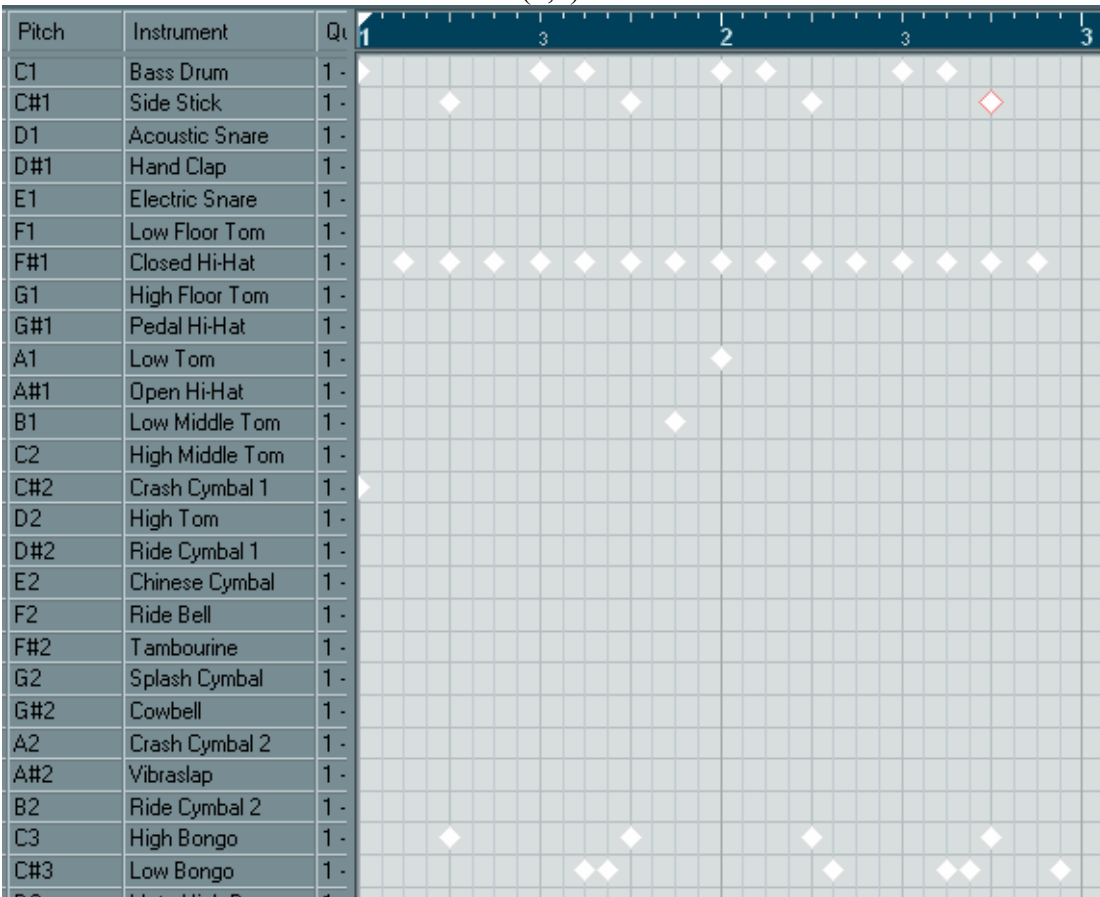 Pitch Instrument Qu 1 3 2 3 3
C1 Bass Drum 1 -
C#1 Side Stick 1 -
D1 Acoustic Snare 1 -
D#1 Hand Clap 1 -
E1 Electric Snare 1 -
F1 Low Floor Tom 1 -
F#1 Closed Hi-Hat 1 -
G1 High Floor Tom 1 -
G#1 Pedal Hi-Hat 1 -
A1 Low Tom 1 -
A#1 Open Hi-Hat 1 -
B1 Low Middle Tom 1 -
C2 High Middle Tom 1 -
C#2 Crash Cymbal 1 1 -
D2 High Tom 1 -
D#2 Ride Cymbal 1 1 -
E2 Chinese Cymbal 1 -
F2 Ride Bell 1 -
F#2 Tambourine 1 -
G2 Splash Cymbal 1 -
G#2 Cowbell 1 -
A2 Crash Cymbal 2 1 -
A#2 Vibraslap 1 -
B2 Ride Cymbal 2 1 -
C3 High Bongo 1 -
C#3 Low Bongo 1 -